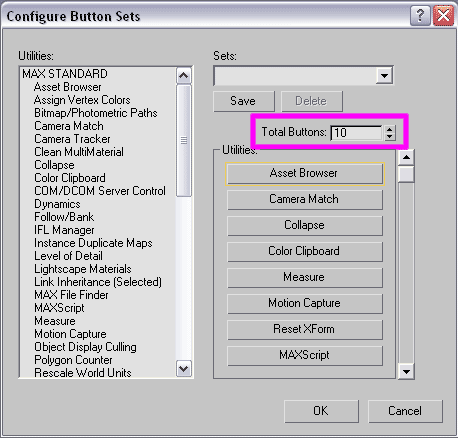 Configure Button Sets
Utilities:
MAX STANDARD
Asset Browser
Assign Vertex Colors
Bitmap/Photometric Paths
Camera Match
Camera Tracker
Clean MultiMaterial
Collapse
Color Clipboard
COM/DCOM Server Control
Dynamics
Follow/Bank
IFL Manager
Instance Duplicate Maps
Level of Detail
Lightscape Materials
Link Inheritance (Selected)
MAX File Finder
MAXScript
Measure
Motion Capture
Object Display Culling
Polygon Counter
Rescale World Units
Sets:
Save
Delete
Total Buttons: 10
Utilities:
Asset Browser
Camera Match
Collapse
Color Clipboard
Measure
Motion Capture
Reset XForm
MAXScript
OK
Cancel